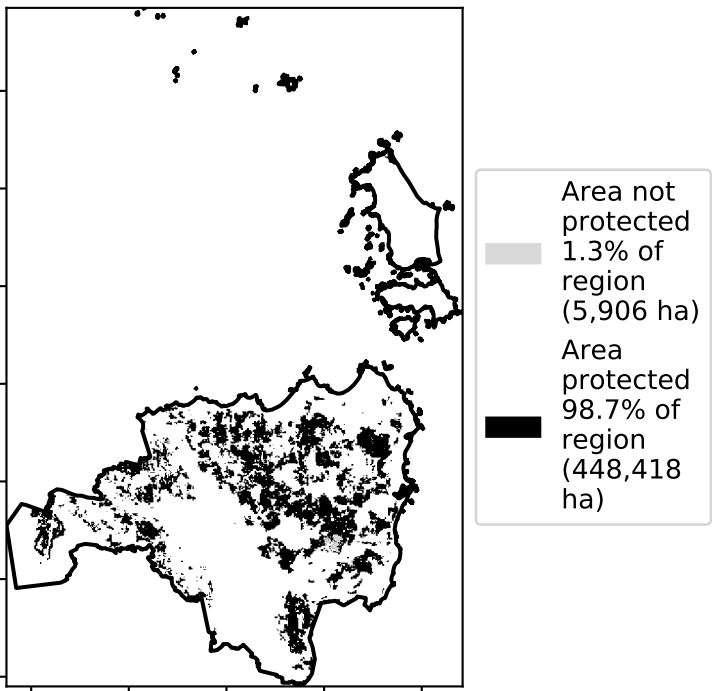 Area not
protected
1.3% of
region
(5,906 ha)
Area
protected
98.7% of
region
(448,418
ha)